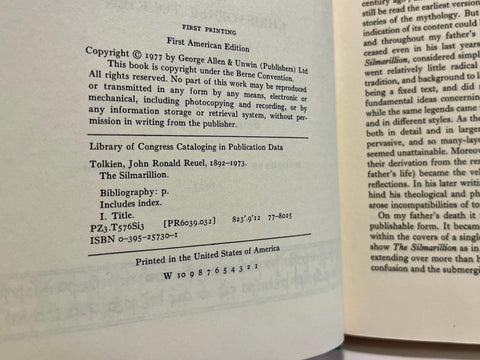 FIRST PRINTING
First American Edition
Copyright © 1977 by George Allen & Unwin (Publishers) Ltd
This book is copyright under the Berne Convention.
All rights reserved. No part of this work may be reproduced
or transmitted in any form by any means, electronic or
mechanical, including photocopying and recording, or by
any information storage or retrieval system, without per-
mission in writing from the publisher.
Library of Congress Cataloging in Publication Data
Tolkien, John Ronald Reuel, 1892-1973.
The Silmarillion.
Bibliography: p.
Includes index.
I. Title.
PZ3.T576Si3 [PR6039.032] 823'.9'12 77-8025
ISBN 0-395-25730-1
Printed in the United States of America
W 10 9 8 7 6 5 4 3 2 1
century ago
still be read the earliest version
stories of the mythology. But
indication of its content could
and throughout my father's
ceased even in his last years
Silmarillion, considered simply
went relatively little radical
tradition, and background to
being a fixed text, and did
fundamental ideas concerning
while the same legends came
and in different styles. As the
both in detail and in larger
pervasive, and so many-laye
seemed unattainable. Moreover
their derivation from the re
father's life) became the ve
reflections. In his later writin
hind his theological and ph
arose incompatibilities of to
On my father's death it
publishable form. It became
within the covers of a single
show The Silmarillion as in
extending over more than h
confusion and the submergi